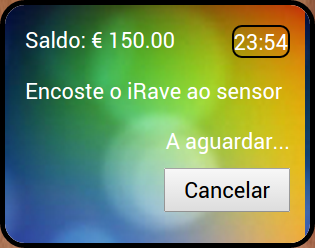 Saldo: € 150.00 23:54
Encoste o iRave ao sensor
A aguardar...
Cancelar